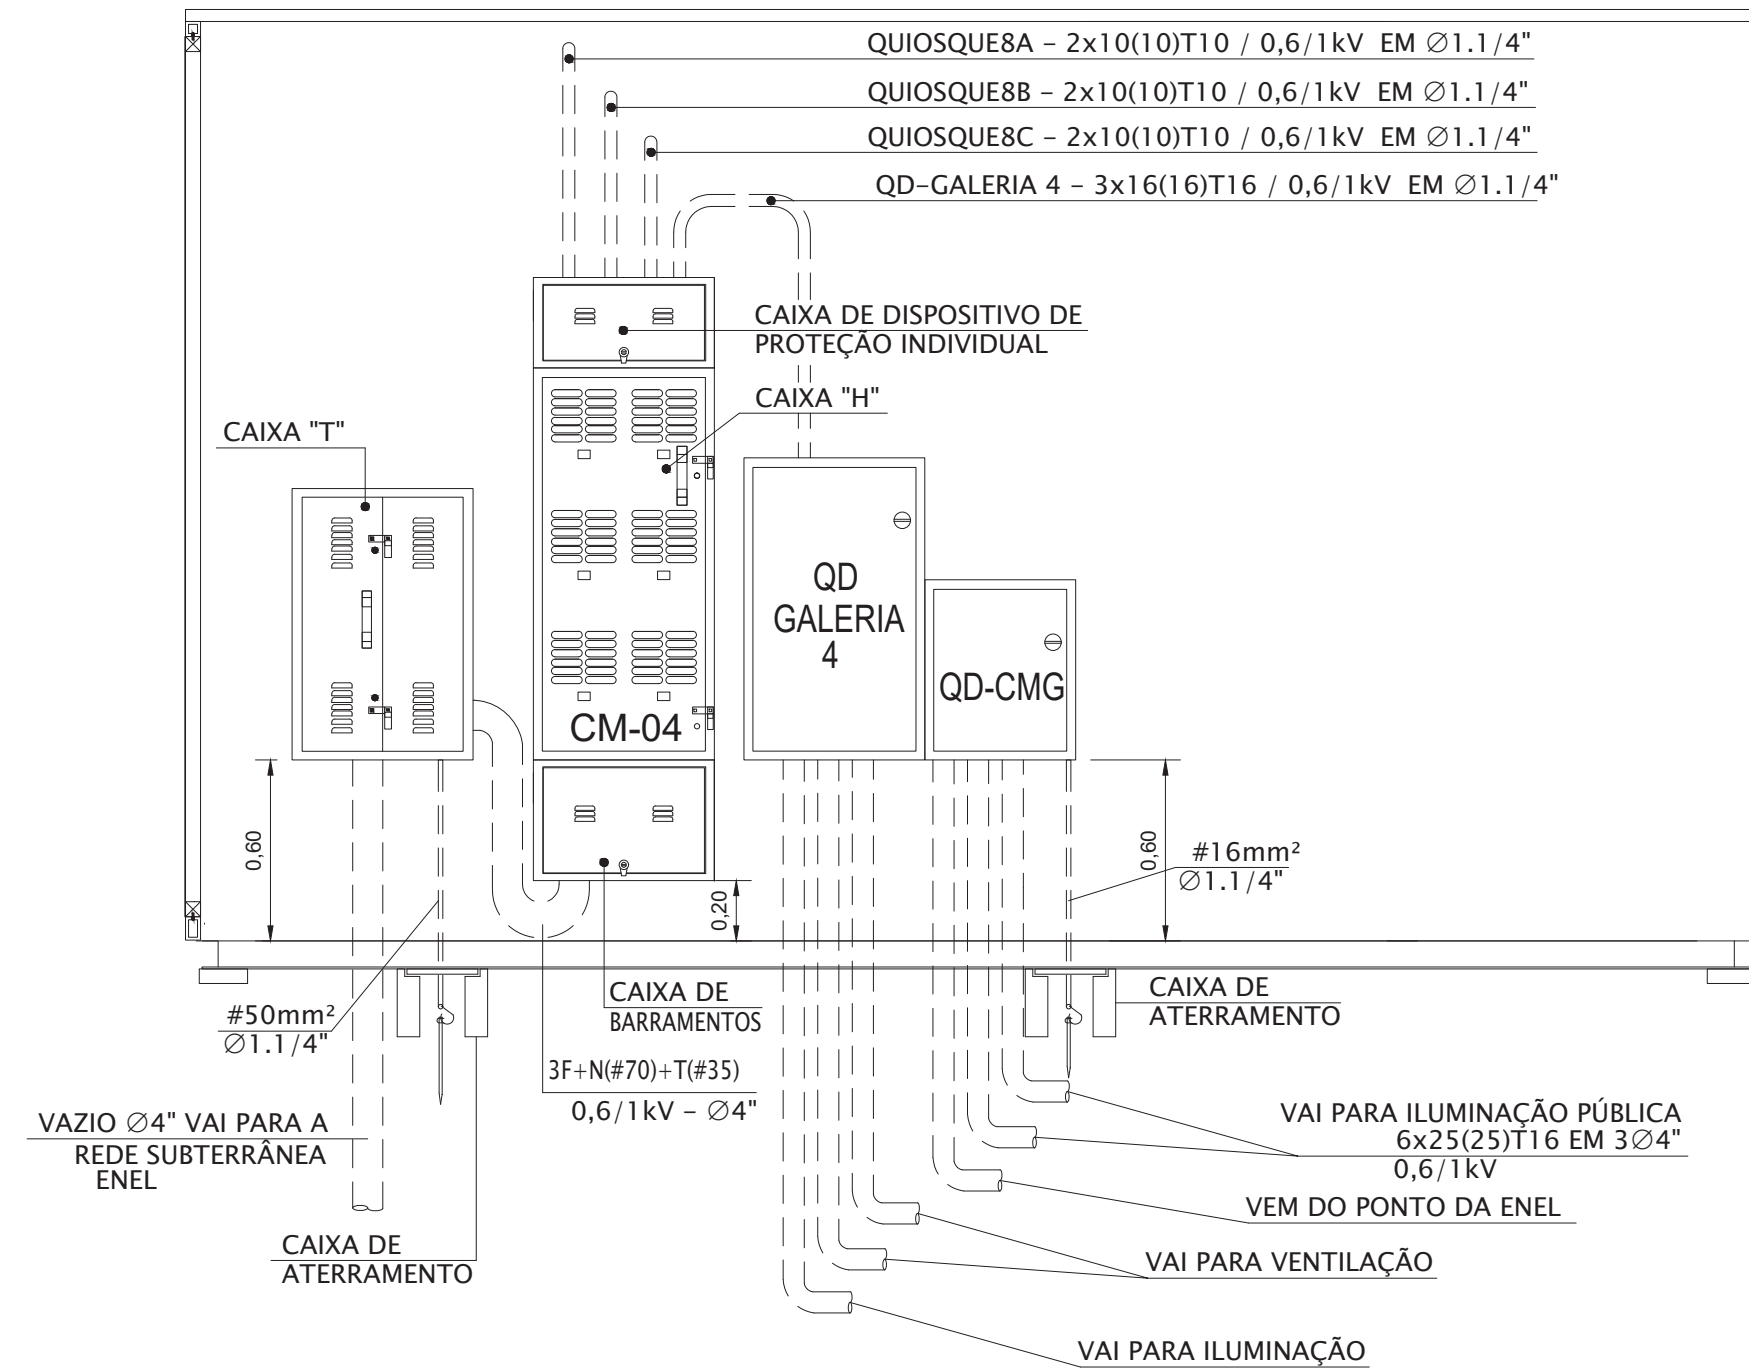 QUIOSQUE8A – 2x10(10)T10 / 0,6/1kV EM ∅1.1/4"
QUIOSQUE8B – 2x10(10)T10 / 0,6/1kV EM ∅1.1/4"
QUIOSQUE8C – 2x10(10)T10 / 0,6/1kV EM ∅1.1/4"
QD–GALERIA 4 – 3x16(16)T16 / 0,6/1kV EM ∅1.1/4"
CAIXA DE DISPOSITIVO DE
PROTEÇÃO INDIVIDUAL
CAIXA "H"
CAIXA "T"
QD
GALERIA
4
QD-CMG
CM-04
0,60
0,20
0,60
#16mm²
∅1.1/4"
#50mm²
∅1.1/4"
CAIXA DE
BARRAMENTOS
CAIXA DE
ATERRAMENTO
3F+N(#70)+T(#35)
0,6/1kV – ∅4"
VAZIO ∅4" VAI PARA A
REDE SUBTERRÂNEA
ENEL
VAI PARA ILUMINAÇÃO PÚBLICA
6x25(25)T16 EM 3∅4"
0,6/1kV
VEM DO PONTO DA ENEL
CAIXA DE
ATERRAMENTO
VAI PARA VENTILAÇÃO
VAI PARA ILUMINAÇÃO